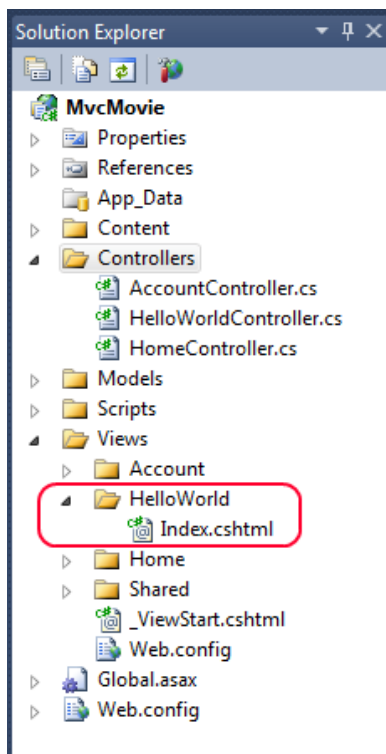 Solution Explorer
MvcMovie
Properties
References
App_Data
Content
Controllers
AccountController.cs
HelloWorldController.cs
HomeController.cs
Models
Scripts
Views
Account
HelloWorld
Index.cshtml
Home
Shared
_ViewStart.cshtml
Web.config
Global.asax
Web.config